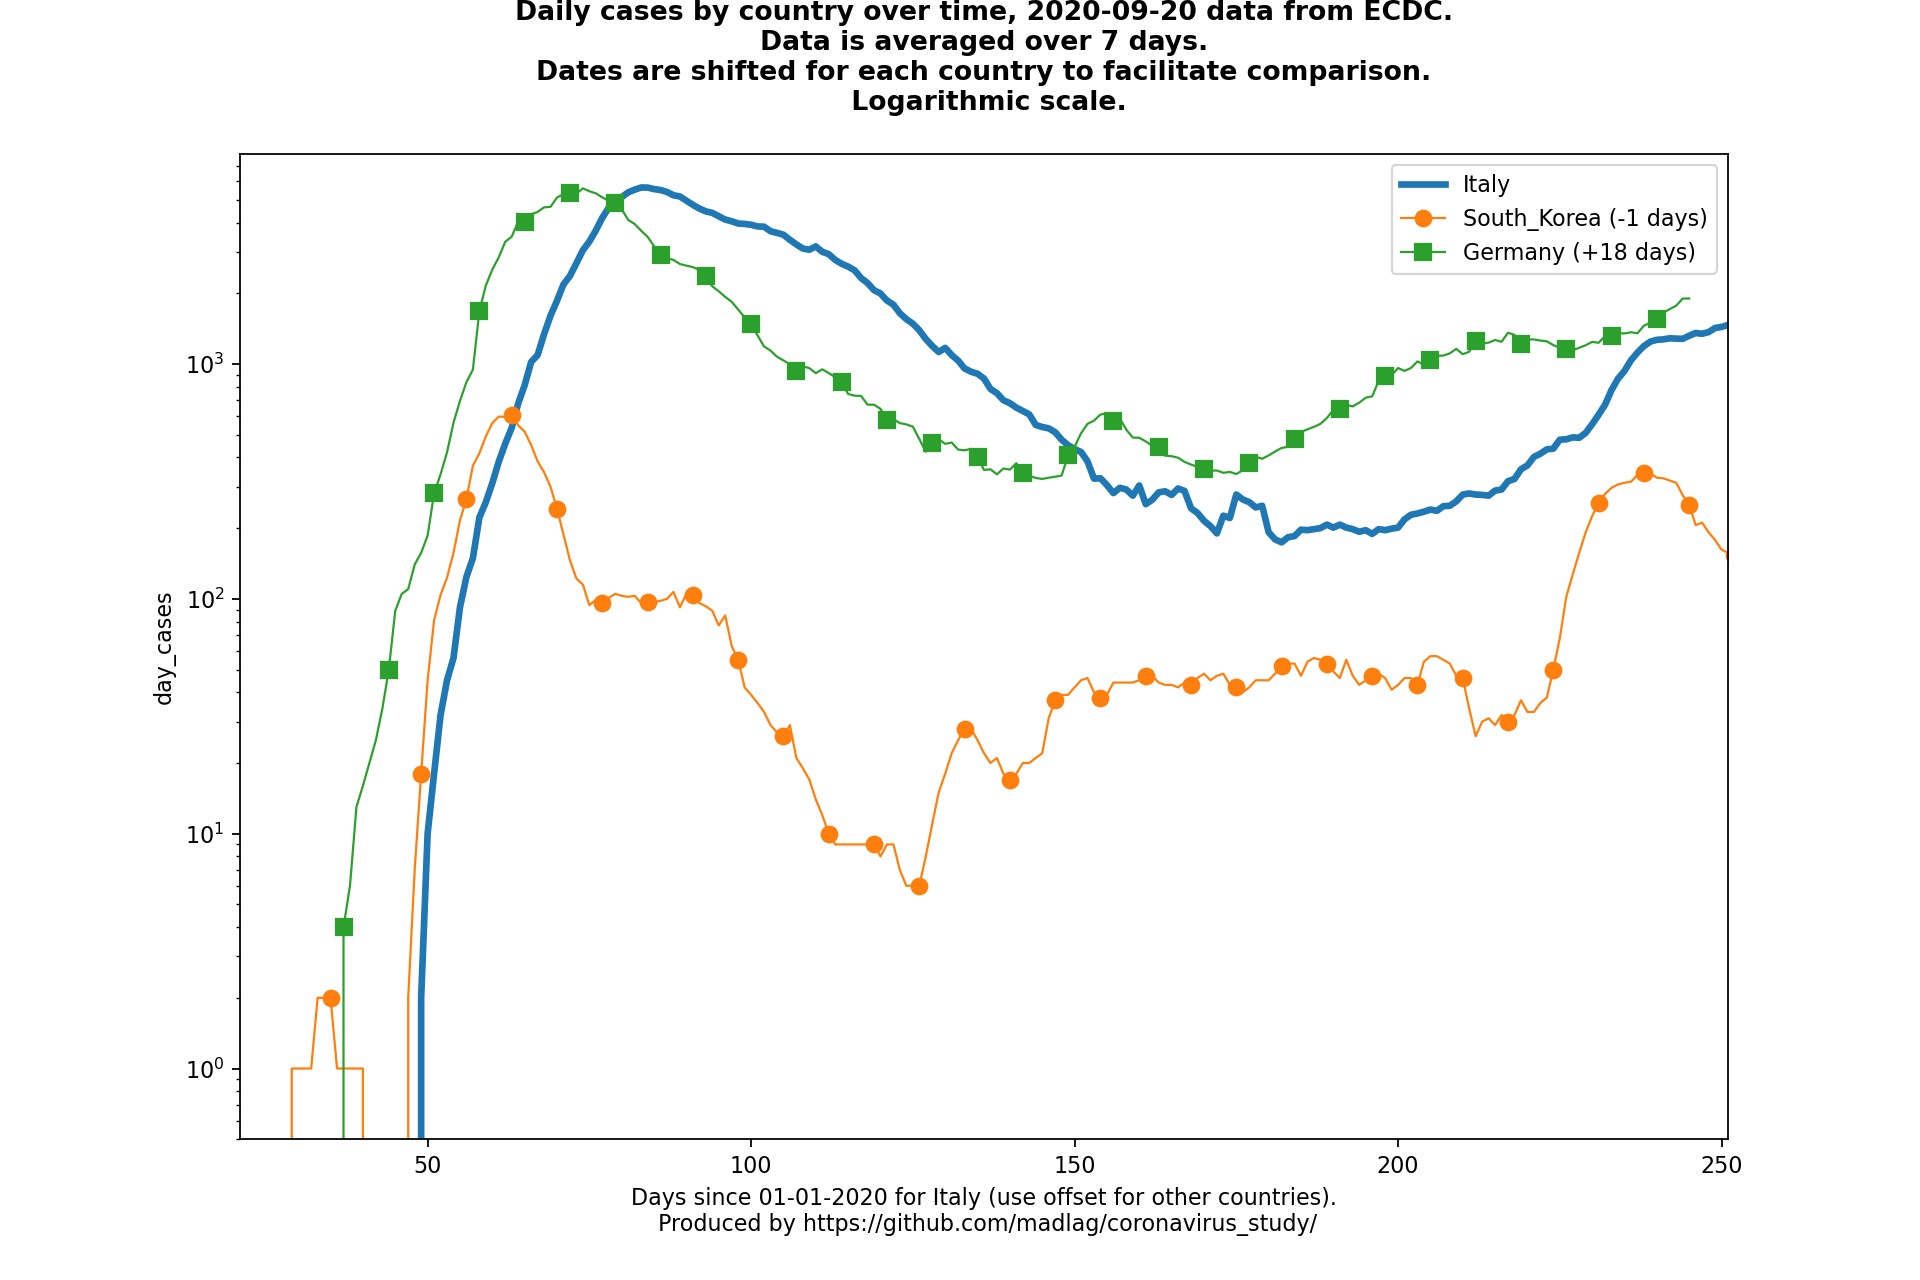 Daily cases by country over time, 2020-09-20 data from ECDC.
Data is averaged over 7 days.
Dates are shifted for each country to facilitate comparison.
Logarithmic scale.
Italy
South_Korea (-1 days)
Germany (+18 days)
day_cases
10³
10²
10¹
10⁰
50
100
150
200
250
Days since 01-01-2020 for Italy (use offset for other countries).
Produced by https://github.com/madlag/coronavirus_study/